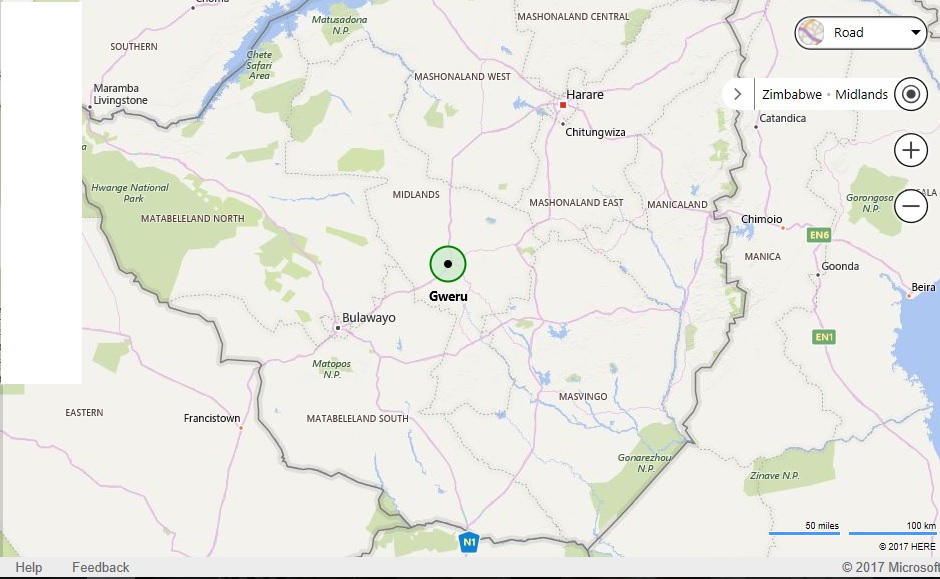 Choma
Matusadona
N.P.
MASHONALAND CENTRAL
Road
SOUTHERN
Chete
Safari
Area
MASHONALAND WEST
Maramba
Livingstone
Harare
Zimbabwe • Midlands
Chitungwiza
Catandica
Hwange National
Park
MIDLANDS
MASHONALAND EAST
MANICALAND
Gorongosa
N.P.
MATABELELAND NORTH
Chimoio
EN6
MANICA
Goonda
Gweru
Beira
Bulawayo
EN1
Matopos
N.P.
MASVINGO
EASTERN
Francistown
MATABELELAND SOUTH
Gonarezhou
N.P.
Zinave N.P.
50 miles
100 km
N1
© 2017 HERE
Help
Feedback
© 2017 Microsoft